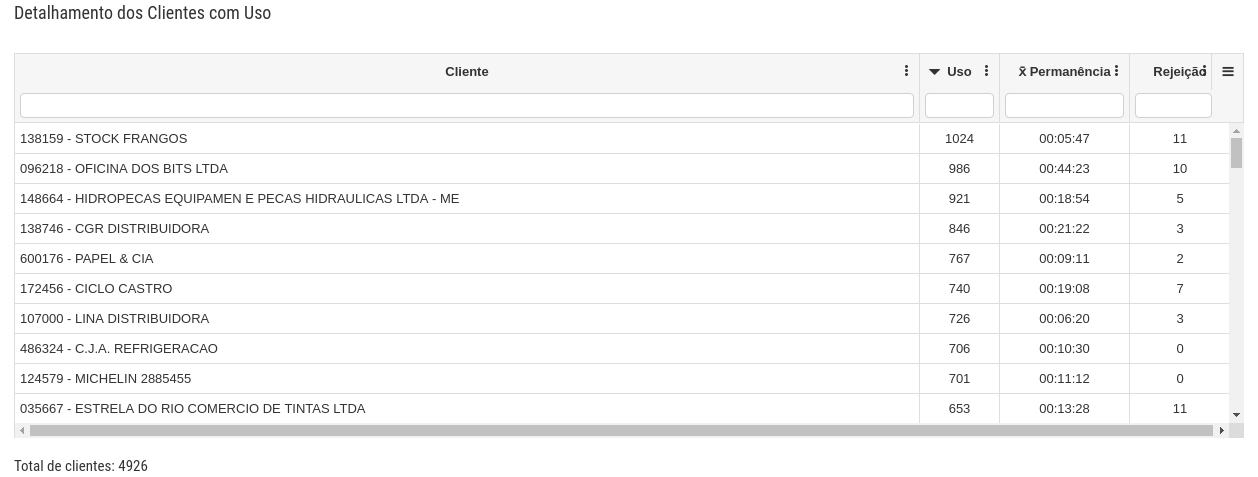 Detalhamento dos Clientes com Uso
Cliente Uso x̃ Permanência Rejeição
138159 - STOCK FRANGOS 1024 00:05:47 11
096218 - OFICINA DOS BITS LTDA 986 00:44:23 10
148664 - HIDROPECAS EQUIPAMEN E PECAS HIDRAULICAS LTDA - ME 921 00:18:54 5
138746 - CGR DISTRIBUIDORA 846 00:21:22 3
600176 - PAPEL & CIA 767 00:09:11 2
172456 - CICLO CASTRO 740 00:19:08 7
107000 - LINA DISTRIBUIDORA 726 00:06:20 3
486324 - C.J.A. REFRIGERACAO 706 00:10:30 0
124579 - MICHELIN 2885455 701 00:11:12 0
035667 - ESTRELA DO RIO COMERCIO DE TINTAS LTDA 653 00:13:28 11
Total de clientes: 4926